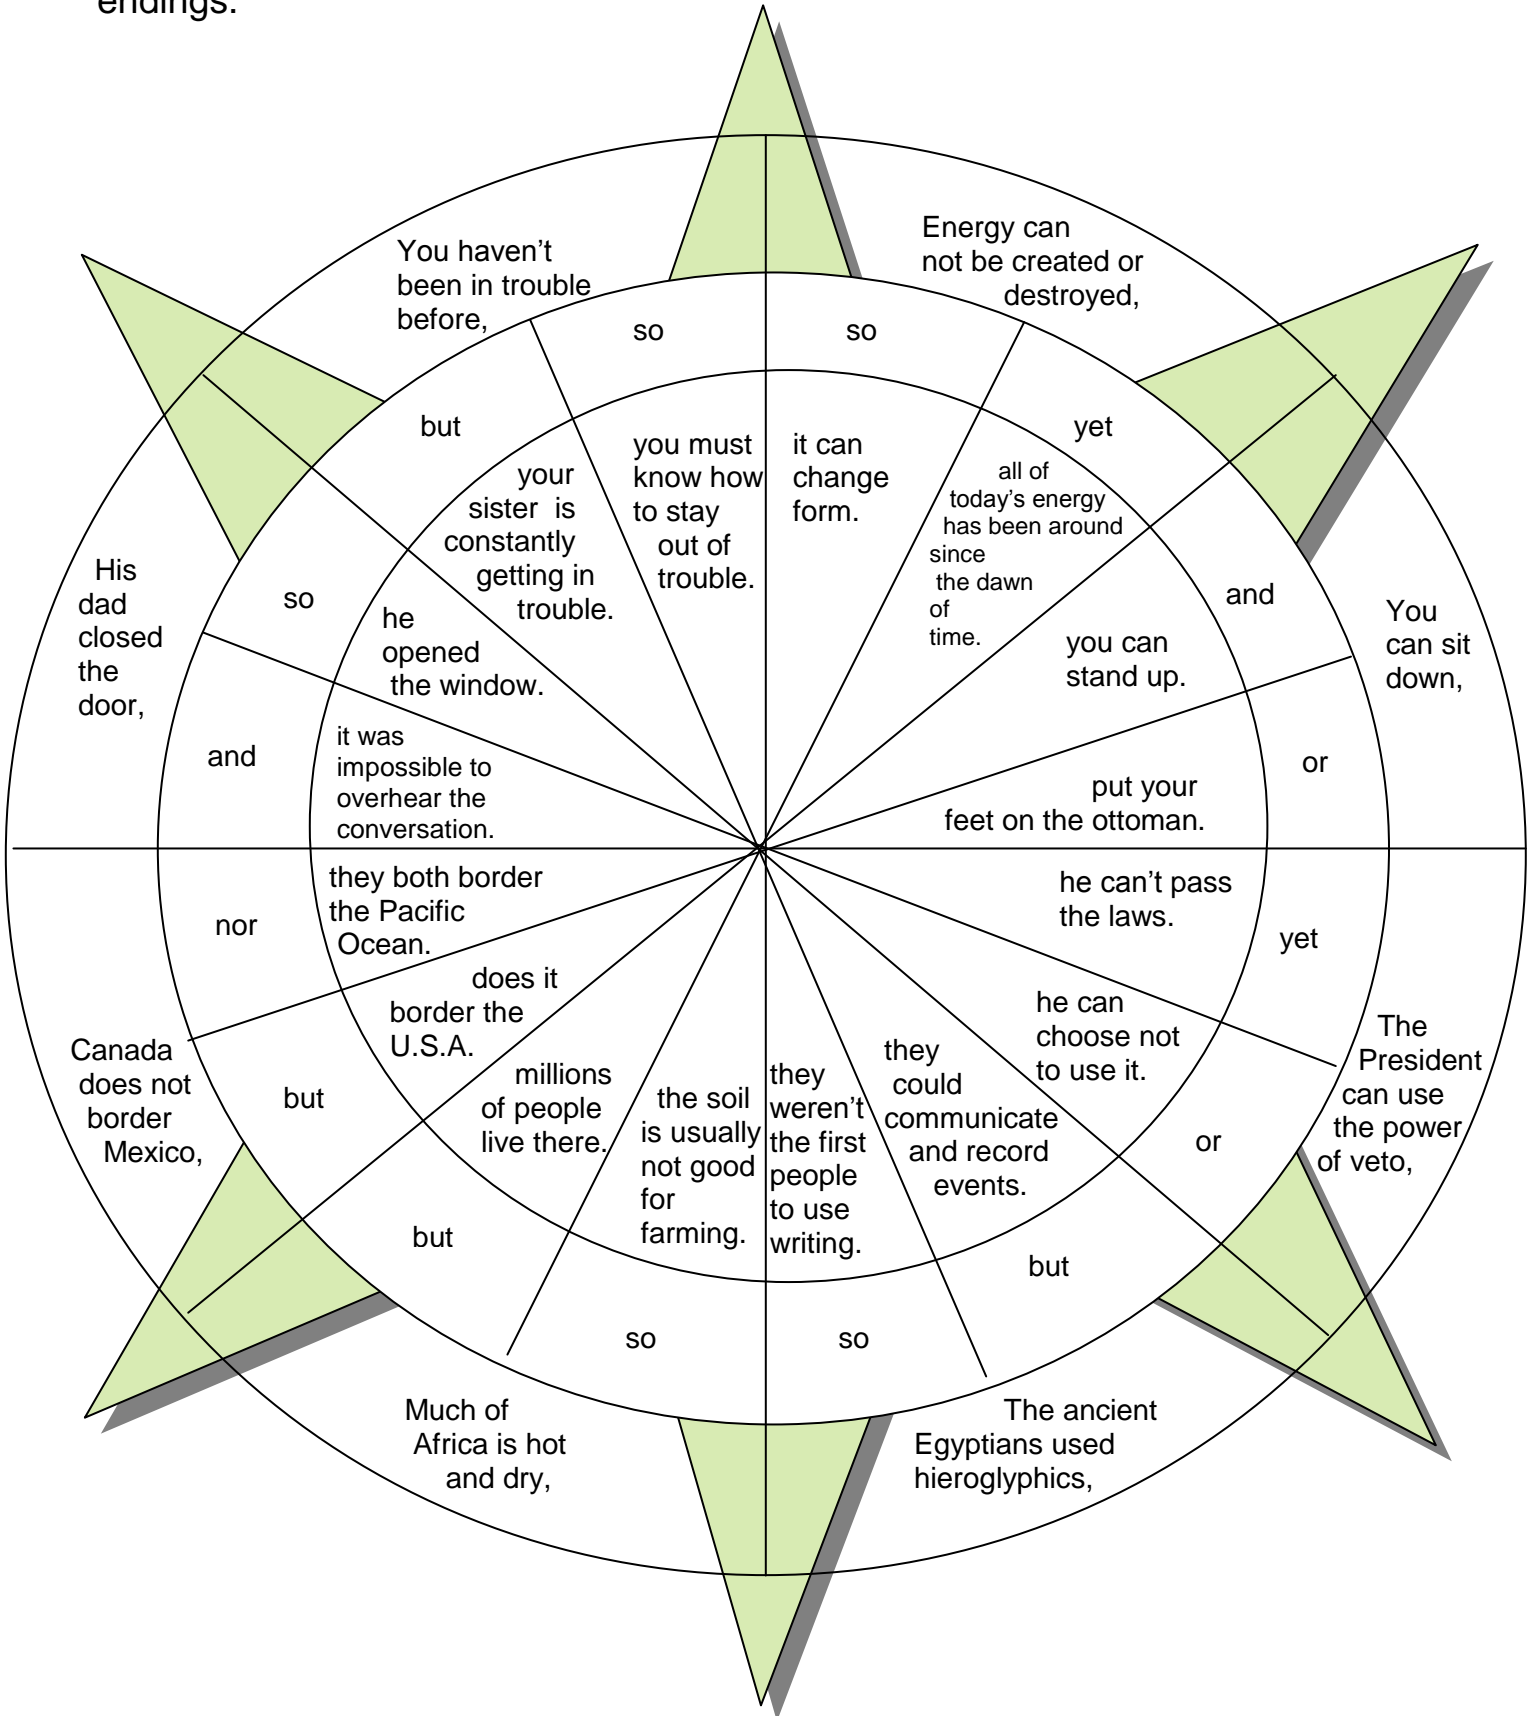 endings.
You haven't
been in trouble
before,
Energy can
not be created or
destroyed,
so
so
but
yet
your
sister is
constantly
getting in
trouble.
you must
know how
to stay
out of
trouble.
it can
change
form.
all of
today's energy
has been around
since
the dawn
of
time.
His
dad
closed
the
door,
so
he
opened
the window.
and
you can
stand up.
You
can sit
down,
and
it was
impossible to
overhear the
conversation.
or
put your
feet on the ottoman.
nor
they both border
the Pacific
Ocean.
he can't pass
the laws.
yet
Canada
does not
border
Mexico,
but
does it
border the
U.S.A.
he can
choose not
to use it.
or
The
President
can use
the power
of veto,
millions
of people
live there.
the soil
is usually
not good
for
farming.
they
weren't
the first
people
to use
writing.
they
could
communicate
and record
events.
but
so
so
but
Much of
Africa is hot
and dry,
The ancient
Egyptians used
hieroglyphics,